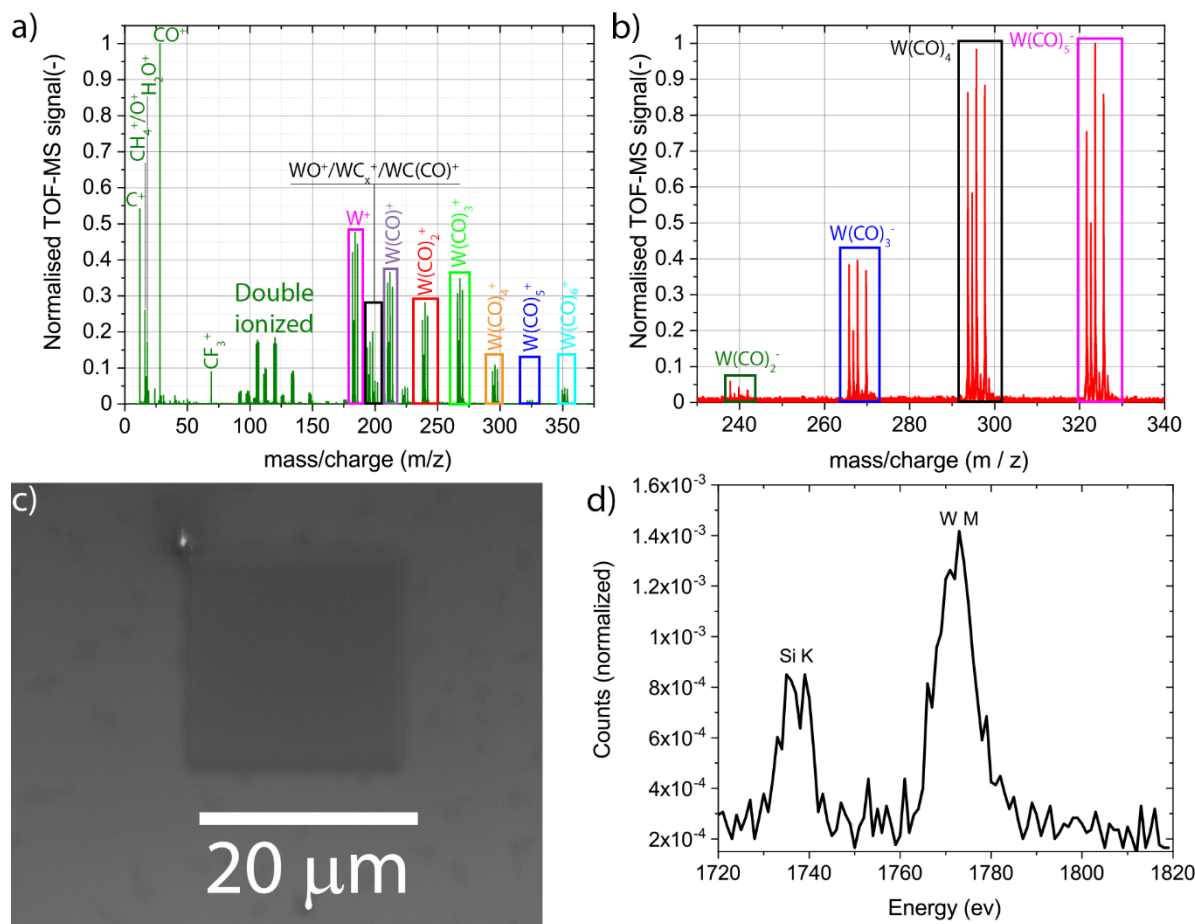 a)
Normalised TOF-MS signal(-)
1
0.9
0.8
0.7
0.6
0.5
0.4
0.3
0.2
0.1
0
C⁺
CH₄⁺/O⁺
H₂O⁺
CO⁺
CF₃⁺
Double
ionized
WO⁺/WCₓ⁺/WC(CO)⁺
W⁺
W(CO)⁺
W(CO)₂⁺
W(CO)₃⁺
W(CO)₄⁺
W(CO)₅⁺
W(CO)₆⁺
0 50 100 150 200 250 300 350
mass/charge (m/z)
b)
Normalised TOF-MS signal(-)
1
0.9
0.8
0.7
0.6
0.5
0.4
0.3
0.2
0.1
0
W(CO)₂⁻
W(CO)₃⁻
W(CO)₄⁻
W(CO)₅⁻
240 260 280 300 320 340
mass/charge (m / z)
c)
20 μm
d)
Counts (normalized)
1.6x10⁻³
1.4x10⁻³
1.2x10⁻³
1.0x10⁻³
8x10⁻⁴
6x10⁻⁴
4x10⁻⁴
2x10⁻⁴
Si K
W M
1720 1740 1760 1780 1800 1820
Energy (ev)